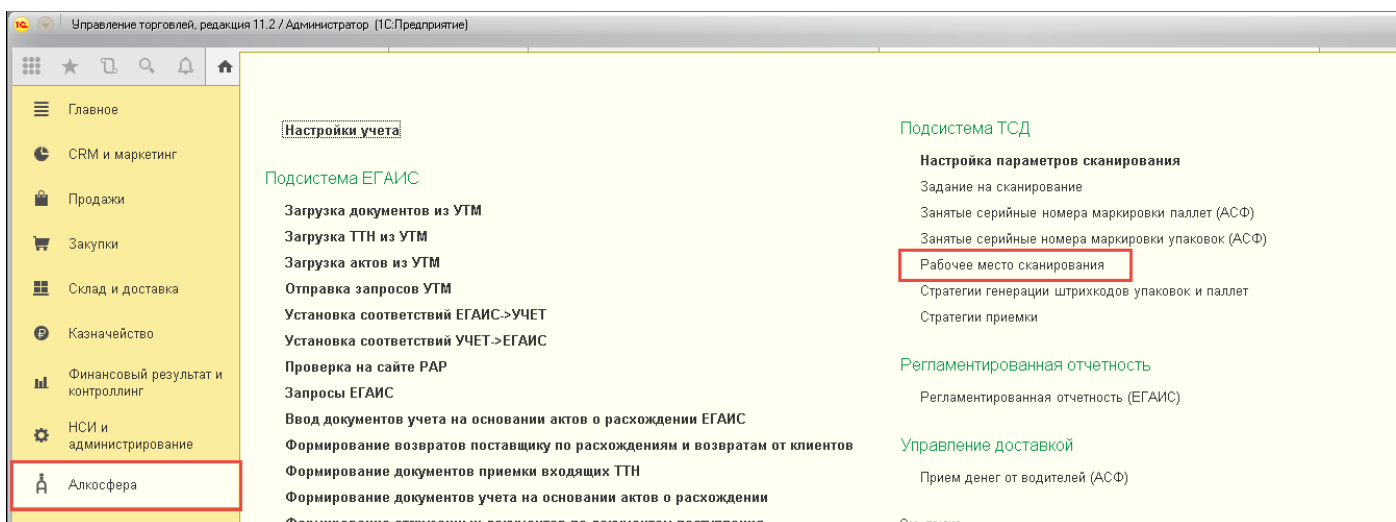 1С Управление торговлей, редакция 11.2 / Администратор (1С:Предприятие)
Главное
CRM и маркетинг
Продажи
Закупки
Склад и доставка
Казначейство
Финансовый результат и
контроллинг
НСИ и
администрирование
Алкосфера
Настройки учета
Подсистема ЕГАИС
Загрузка документов из УТМ
Загрузка ТТН из УТМ
Загрузка актов из УТМ
Отправка запросов УТМ
Установка соответствий ЕГАИС->УЧЕТ
Установка соответствий УЧЕТ->ЕГАИС
Проверка на сайте РАР
Запросы ЕГАИС
Ввод документов учета на основании актов о расхождении ЕГАИС
Формирование возвратов поставщику по расхождениям и возвратам от клиентов
Формирование документов приемки входящих ТТН
Формирование документов учета на основании актов о расхождении
Подсистема ТСД
Настройка параметров сканирования
Задание на сканирование
Занятые серийные номера маркировки паллет (АСФ)
Занятые серийные номера маркировки упаковок (АСФ)
Рабочее место сканирования
Стратегии генерации штрихкодов упаковок и паллет
Стратегии приемки
Регламентированная отчетность
Регламентированная отчетность (ЕГАИС)
Управление доставкой
Прием денег от водителей (АСФ)